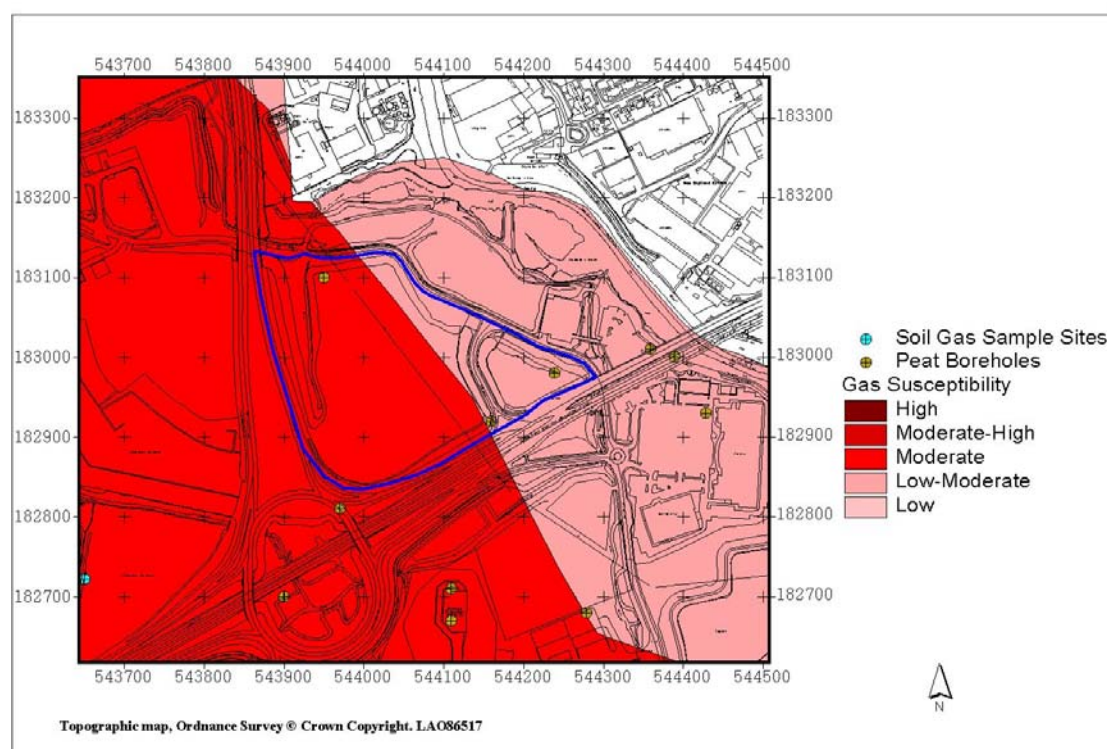 543700 543800 543900 544000 544100 544200 544300 544400 544500
183300 183300
183200 183200
183100 183100
183000 183000
182900 182900
182800 182800
182700 182700
543700 543800 543900 544000 544100 544200 544300 544400 544500
Soil Gas Sample Sites
Peat Boreholes
Gas Susceptibility
High
Moderate-High
Moderate
Low-Moderate
Low
N
Topographic map, Ordnance Survey © Crown Copyright. LAO86517